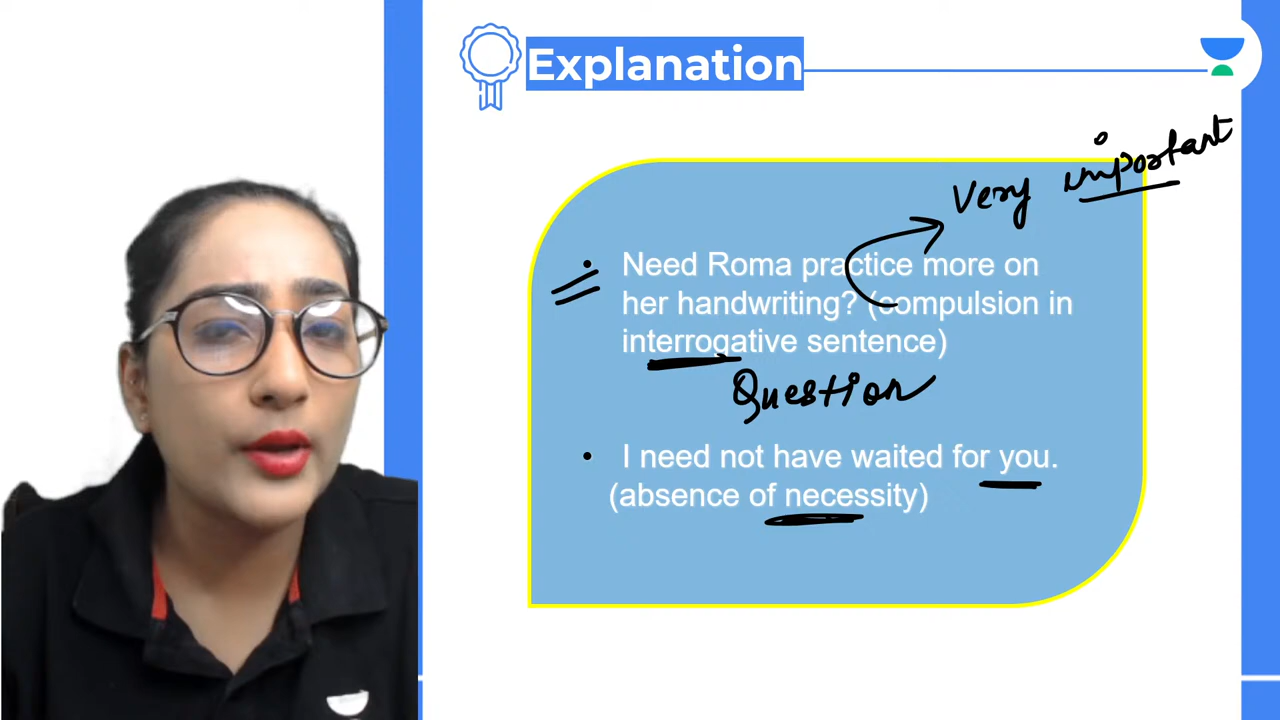 Explanation
Very important
• Need Roma practice more on
her handwriting? (compulsion in
interrogative sentence)
Question
• I need not have waited for you.
(absence of necessity)